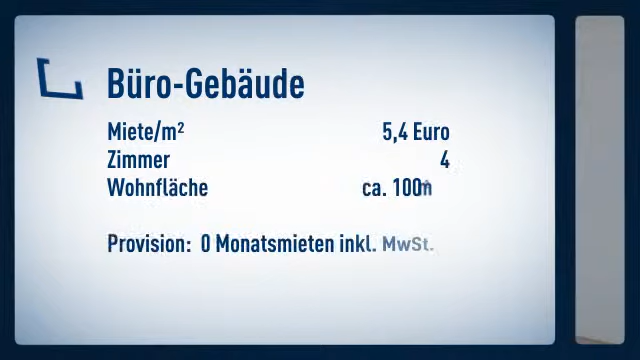 Büro-Gebäude
Miete/m² 5,4 Euro
Zimmer 4
Wohnfläche ca. 100m
Provision: 0 Monatsmieten inkl. MwSt.